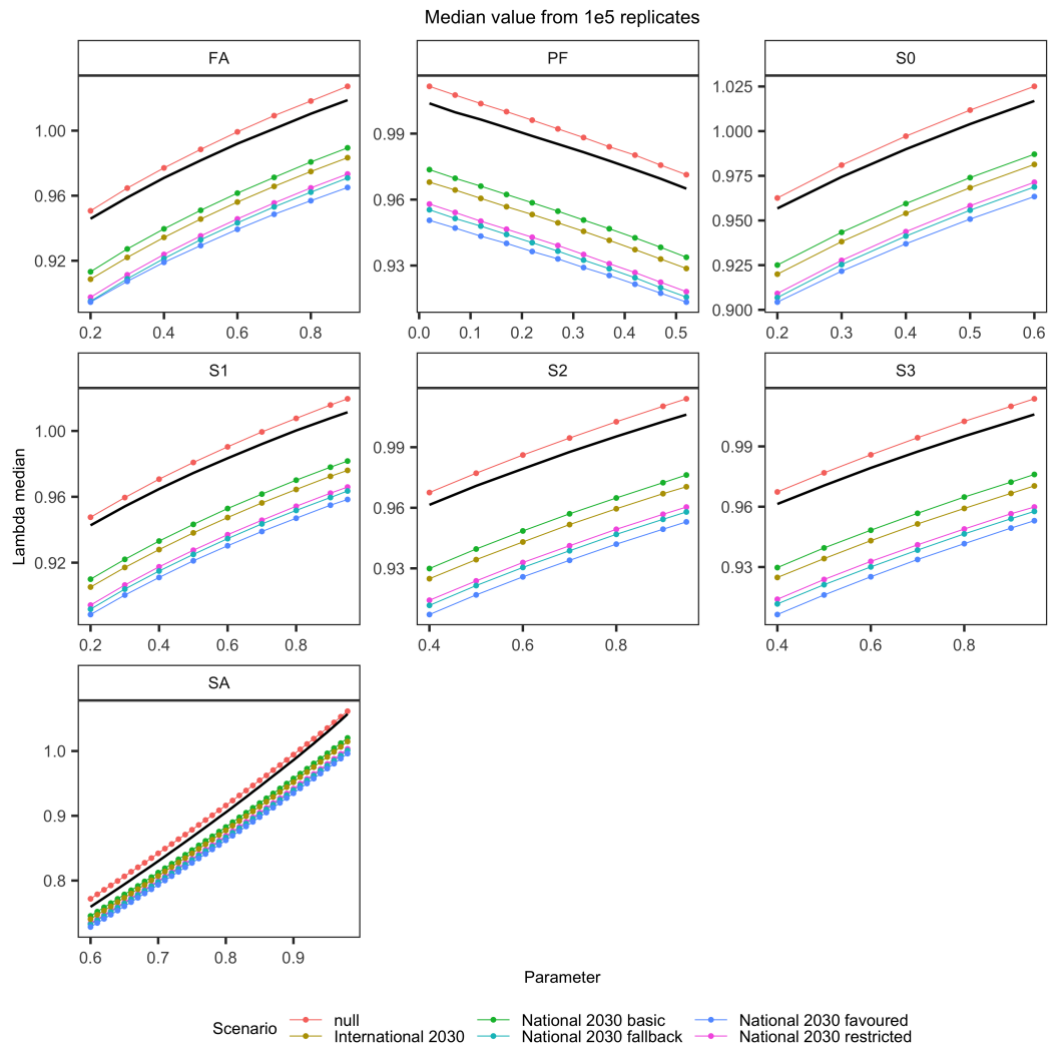 Median value from 1e5 replicates
FA PF S0
1.00 0.96 0.92
0.99 0.96 0.93
1.025 1.000 0.975 0.950 0.925 0.900
0.2 0.4 0.6 0.8
0.0 0.1 0.2 0.3 0.4 0.5
0.2 0.3 0.4 0.5 0.6
S1 S2 S3
Lambda median
1.00 0.96 0.92
0.99 0.96 0.93
0.99 0.96 0.93
0.2 0.4 0.6 0.8
0.4 0.6 0.8
0.4 0.6 0.8
SA
1.0 0.9 0.8
0.6 0.7 0.8 0.9
Parameter
Scenario
null National 2030 basic National 2030 favoured
International 2030 National 2030 fallback National 2030 restricted